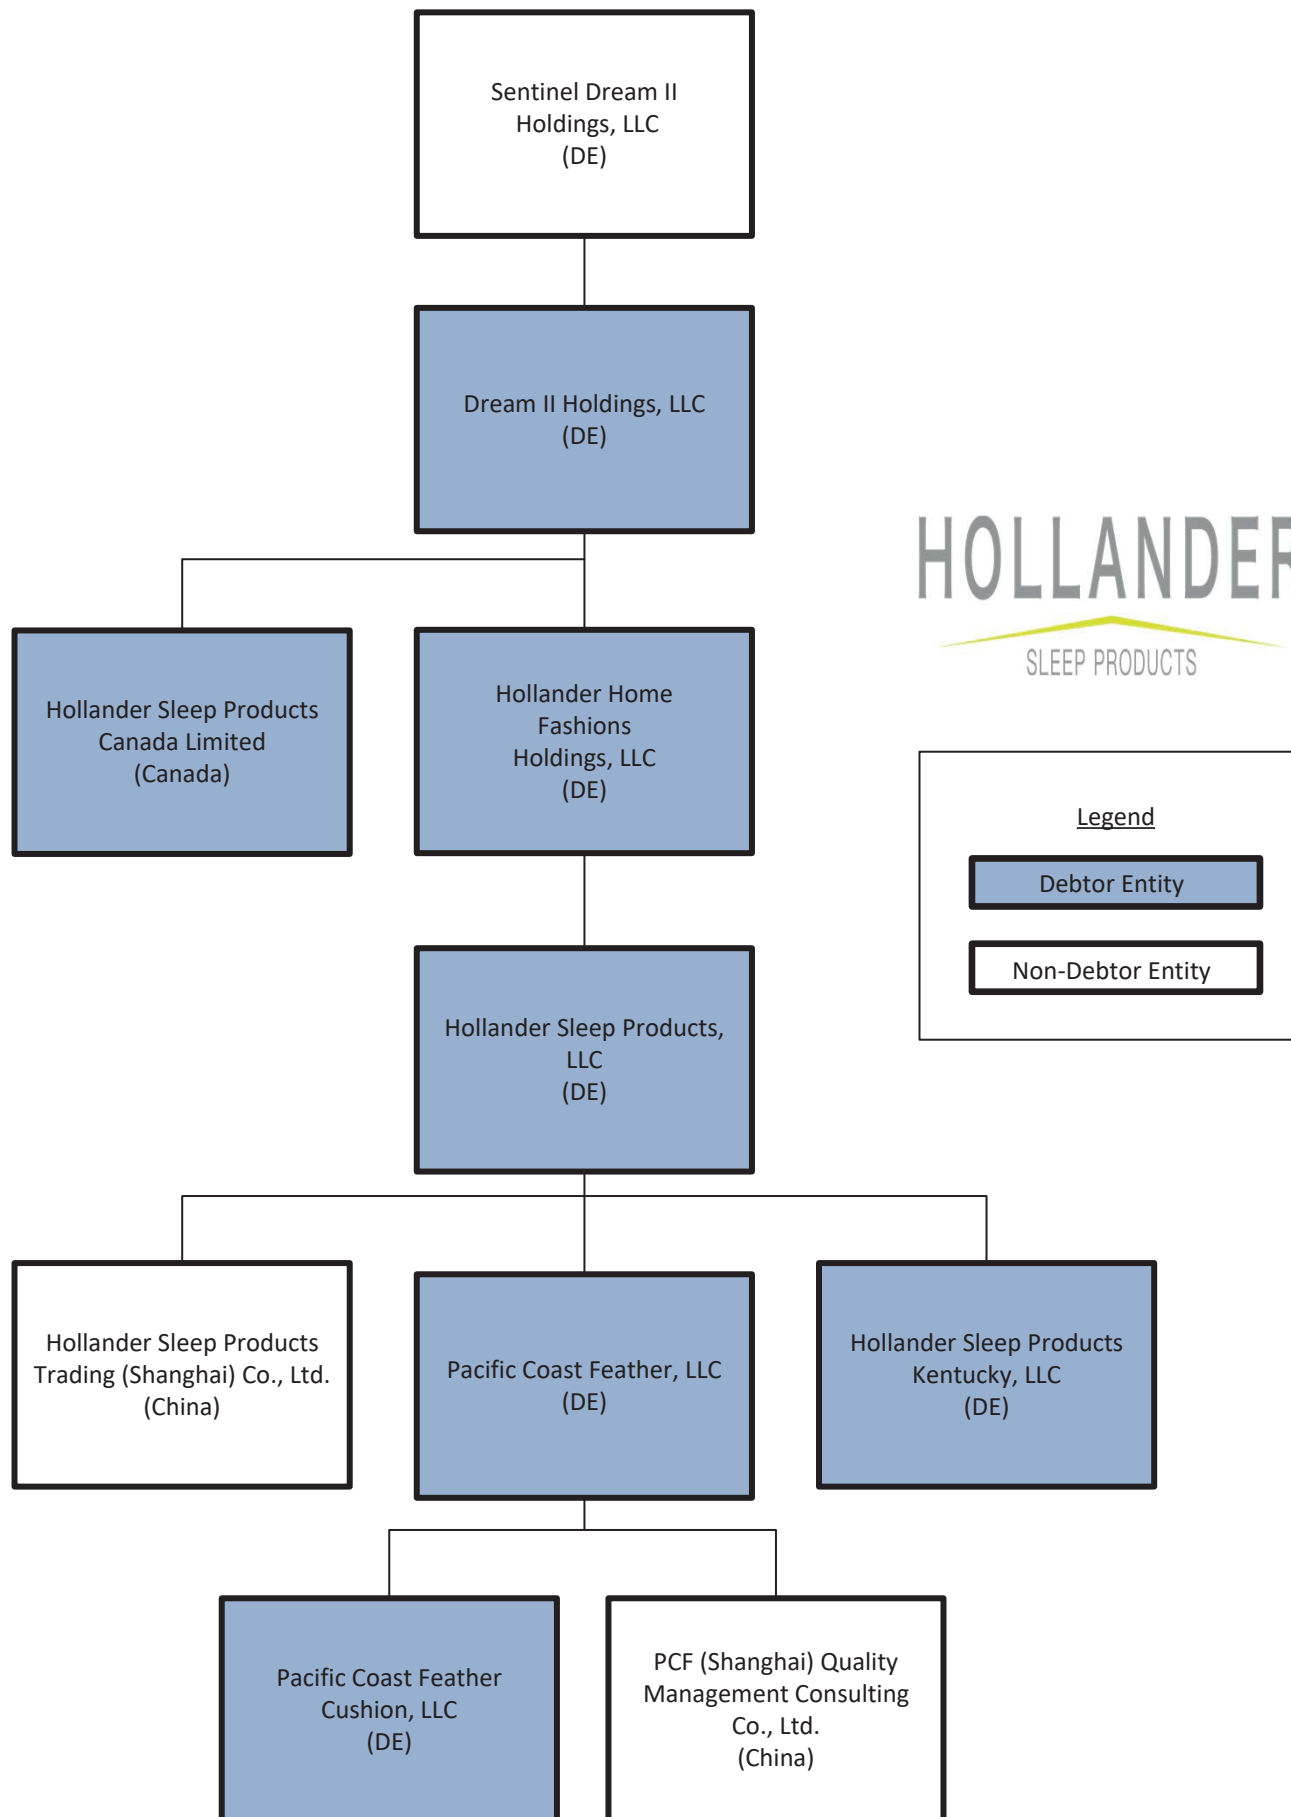 Sentinel Dream II
Holdings, LLC
(DE)
Dream II Holdings, LLC
(DE)
HOLLANDER
SLEEP PRODUCTS
Hollander Sleep Products
Canada Limited
(Canada)
Hollander Home
Fashions
Holdings, LLC
(DE)
Legend
Debtor Entity
Non-Debtor Entity
Hollander Sleep Products,
LLC
(DE)
Hollander Sleep Products
Trading (Shanghai) Co., Ltd.
(China)
Pacific Coast Feather, LLC
(DE)
Hollander Sleep Products
Kentucky, LLC
(DE)
Pacific Coast Feather
Cushion, LLC
(DE)
PCF (Shanghai) Quality
Management Consulting
Co., Ltd.
(China)